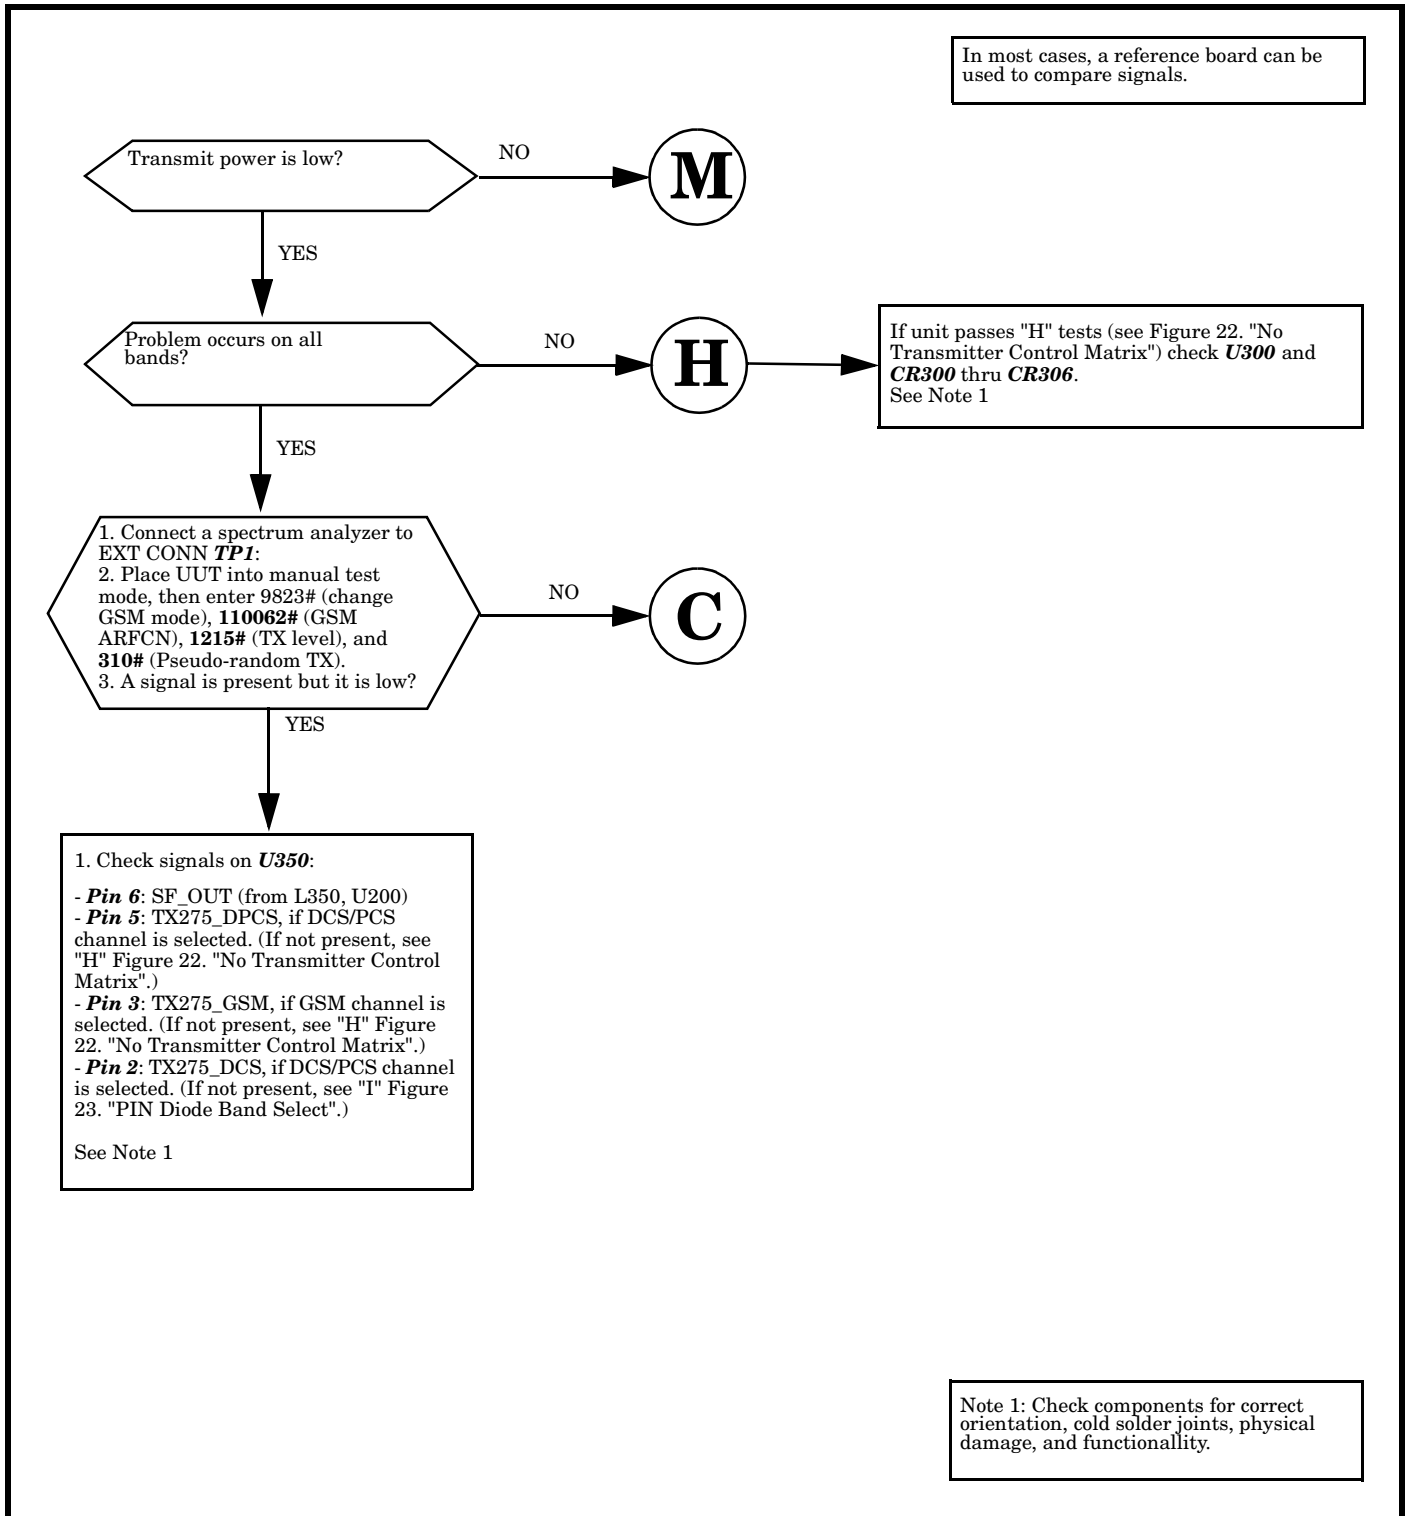 In most cases, a reference board can be
used to compare signals.
Transmit power is low?
NO
M
YES
Problem occurs on all
bands?
NO
H
If unit passes "H" tests (see Figure 22. "No
Transmitter Control Matrix") check U300 and
CR300 thru CR306.
See Note 1
YES
1. Connect a spectrum analyzer to
EXT CONN TP1:
2. Place UUT into manual test
mode, then enter 9823# (change
GSM mode), 110062# (GSM
ARFCN), 1215# (TX level), and
310# (Pseudo-random TX).
3. A signal is present but it is low?
NO
C
YES
1. Check signals on U350:
- Pin 6: SF_OUT (from L350, U200)
- Pin 5: TX275_DPCS, if DCS/PCS
channel is selected. (If not present, see
"H" Figure 22. "No Transmitter Control
Matrix".)
- Pin 3: TX275_GSM, if GSM channel is
selected. (If not present, see "H" Figure
22. "No Transmitter Control Matrix".)
- Pin 2: TX275_DCS, if DCS/PCS channel
is selected. (If not present, see "I" Figure
23. "PIN Diode Band Select".)
See Note 1
Note 1: Check components for correct
orientation, cold solder joints, physical
damage, and functionallity.